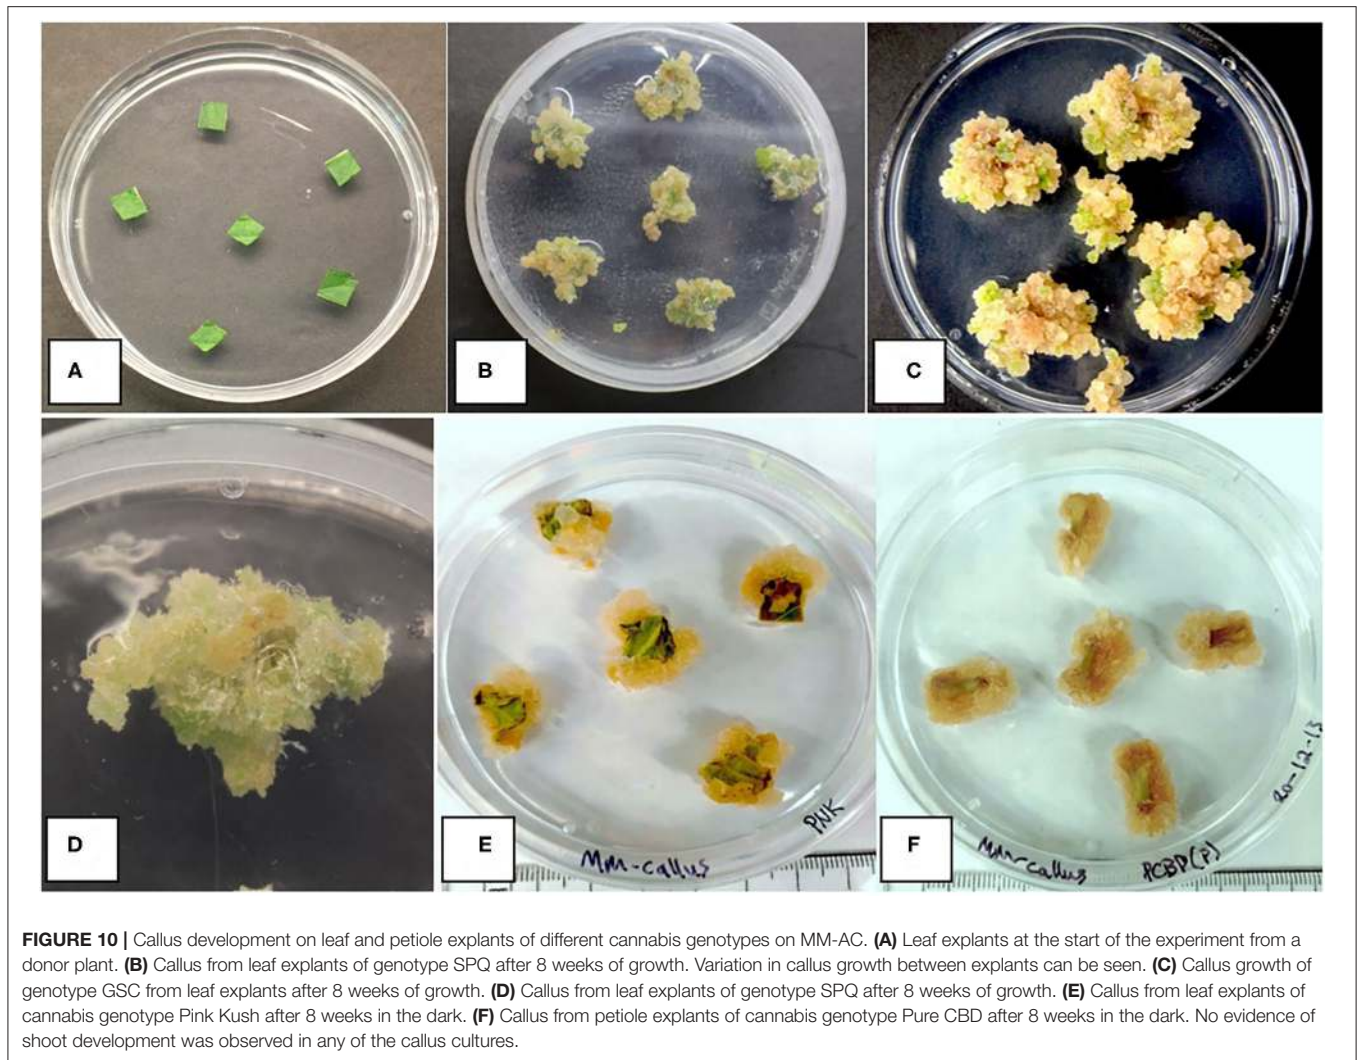 A
B
C
D
E
F
MM-callus
PNK
MM-callus
PCBD(P)
20-12-15
FIGURE 10 | Callus development on leaf and petiole explants of different cannabis genotypes on MM-AC. (A) Leaf explants at the start of the experiment from a
donor plant. (B) Callus from leaf explants of genotype SPQ after 8 weeks of growth. Variation in callus growth between explants can be seen. (C) Callus growth of
genotype GSC from leaf explants after 8 weeks of growth. (D) Callus from leaf explants of genotype SPQ after 8 weeks of growth. (E) Callus from leaf explants of
cannabis genotype Pink Kush after 8 weeks in the dark. (F) Callus from petiole explants of cannabis genotype Pure CBD after 8 weeks in the dark. No evidence of
shoot development was observed in any of the callus cultures.